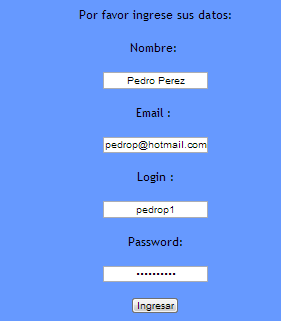 Por favor ingrese sus datos:
Nombre:
Pedro Perez
Email :
pedrop@hotmail.com
Login :
pedrop1
Password:
••••••••••
Ingresar